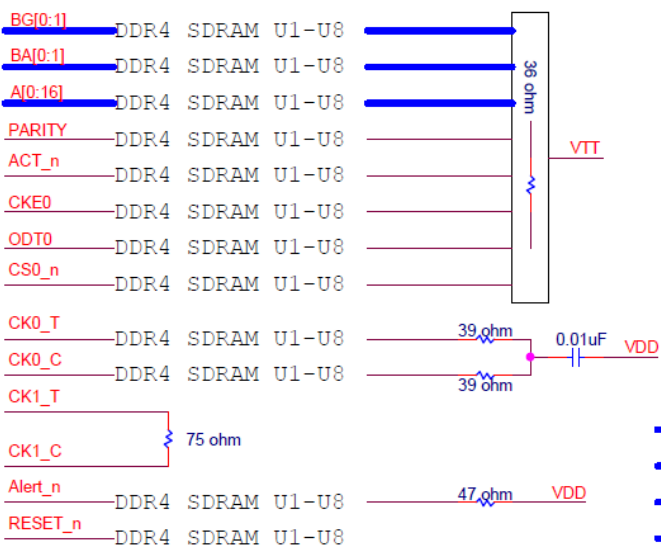 BG[0:1] DDR4 SDRAM U1-U8
BA[0:1] DDR4 SDRAM U1-U8
A[0:16] DDR4 SDRAM U1-U8
36 ohm
PARITY DDR4 SDRAM U1-U8
VTT
ACT_n DDR4 SDRAM U1-U8
CKE0 DDR4 SDRAM U1-U8
ODT0 DDR4 SDRAM U1-U8
CS0_n DDR4 SDRAM U1-U8
CK0_T DDR4 SDRAM U1-U8 39 ohm
0.01uF VDD
CK0_C DDR4 SDRAM U1-U8 39 ohm
CK1_T
75 ohm
CK1_C
Alert_n DDR4 SDRAM U1-U8 47 ohm VDD
RESET_n DDR4 SDRAM U1-U8